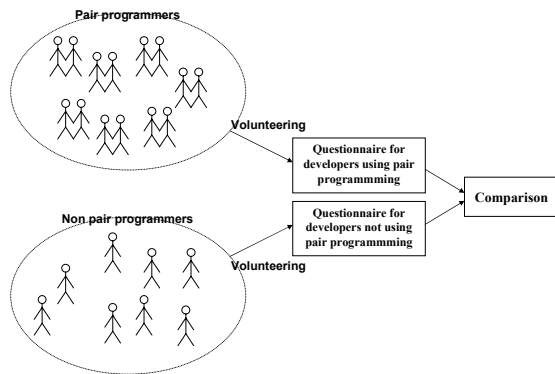 Pair programmers
Volunteering
Questionnaire for
developers using pair
programmming
Comparison
Questionnaire for
developers not using
pair programmming
Non pair programmers
Volunteering